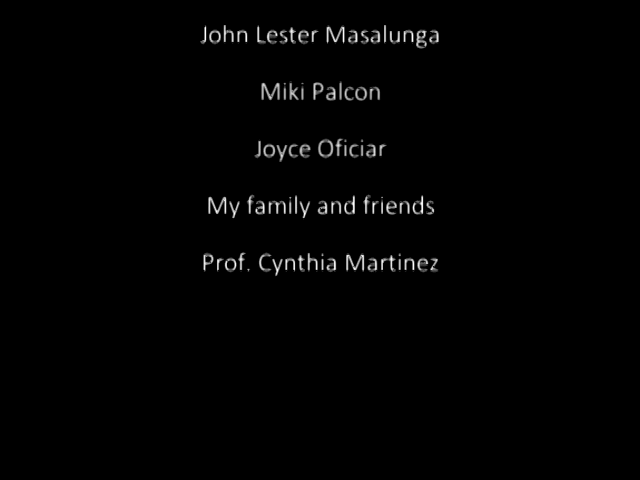 John Lester Masalunga
Miki Palcon
Joyce Oficiar
My family and friends
Prof. Cynthia Martinez